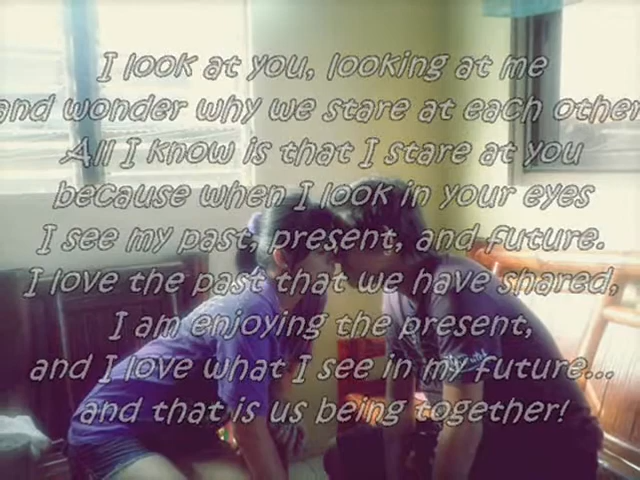 I look at you, looking at me
and wonder why we stare at each other
All I know is that I stare at you
because when I look in your eyes
I see my past, present, and future.
I love the past that we have shared,
I am enjoying the present,
and I love what I see in my future...
and that is us being together!